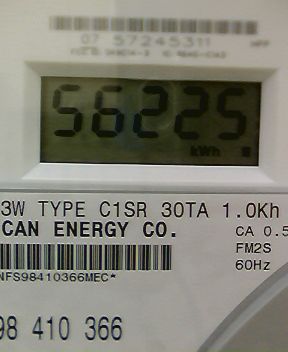 07 57245311
56225
kWh
3W TYPE C1SR 30TA 1.0Kh
CAN ENERGY CO.
CA 0.5
FM2S
60Hz
NFS98410366MEC*
98 410 366